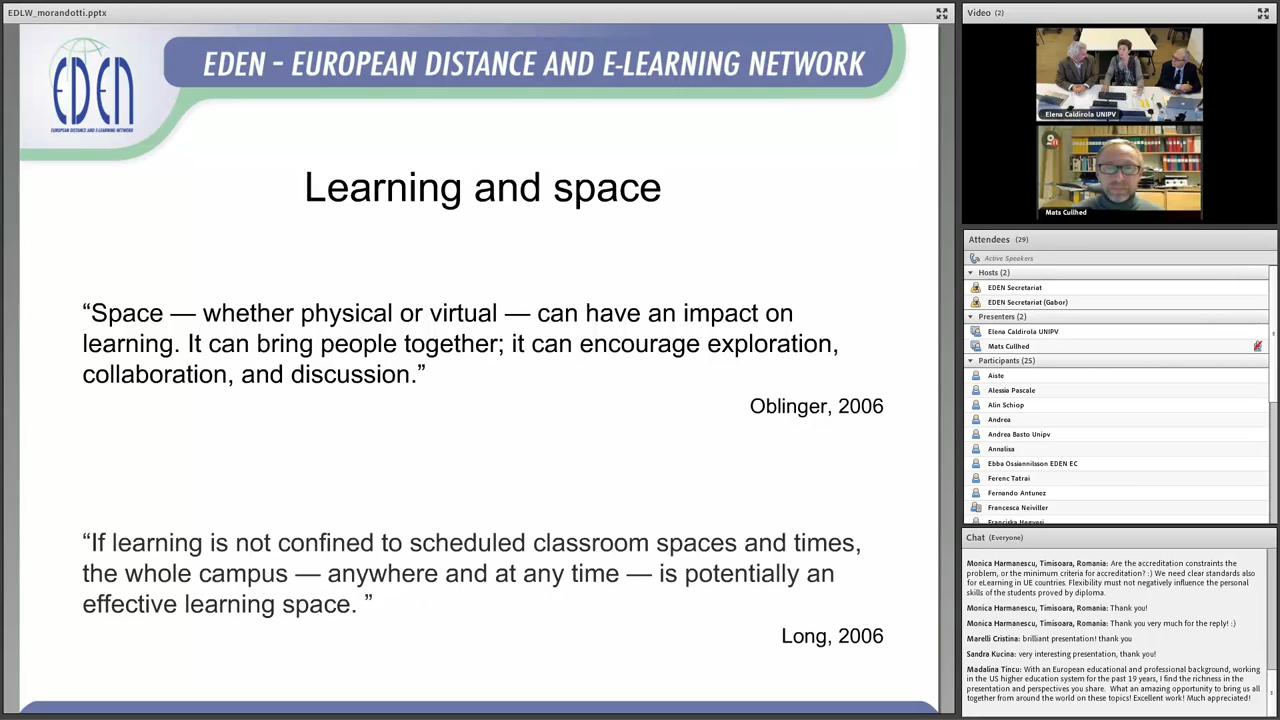 EDLW_morandotti.pptx
EDEN
EUROPEAN DISTANCE AND E-LEARNING NETWORK
EDEN – EUROPEAN DISTANCE AND E-LEARNING NETWORK
Learning and space
“Space — whether physical or virtual — can have an impact on
learning. It can bring people together; it can encourage exploration,
collaboration, and discussion.”
Oblinger, 2006
“If learning is not confined to scheduled classroom spaces and times,
the whole campus — anywhere and at any time — is potentially an
effective learning space. ”
Long, 2006
Video (2)
Elena Caldirola UNIPV
Mats Cullhed
Attendees (29)
Active Speakers
Hosts (2)
EDEN Secretariat
EDEN Secretariat (Gabor)
Presenters (2)
Elena Caldirola UNIPV
Mats Cullhed
Participants (25)
Aiste
Alessia Pascale
Alin Schiop
Andrea
Andrea Basto Unipv
Annalisa
Ebba Ossiannilsson EDEN EC
Ferenc Tatrai
Fernando Antunez
Francesca Neiviller
Chat (Everyone)
Monica Harmanescu, Timisoara, Romania: Are the accreditation constraints the
problem, or the minimum criteria for accreditation? :) We need clear standards also
for eLearning in UE countries. Flexibility must not negatively influence the personal
skills of the students proved by diploma.
Monica Harmanescu, Timisoara, Romania: Thank you!
Monica Harmanescu, Timisoara, Romania: Thank you very much for the reply! :)
Marelli Cristina: brilliant presentation! thank you
Sandra Kucina: very interesting presentation, thank you!
Madalina Tincu: With an European educational and professional background, working
in the US higher education system for the past 19 years, I find the richness in the
presentation and perspectives you share. What an amazing opportunity to bring us all
together from around the world on these topics! Excellent work! Much appreciated!